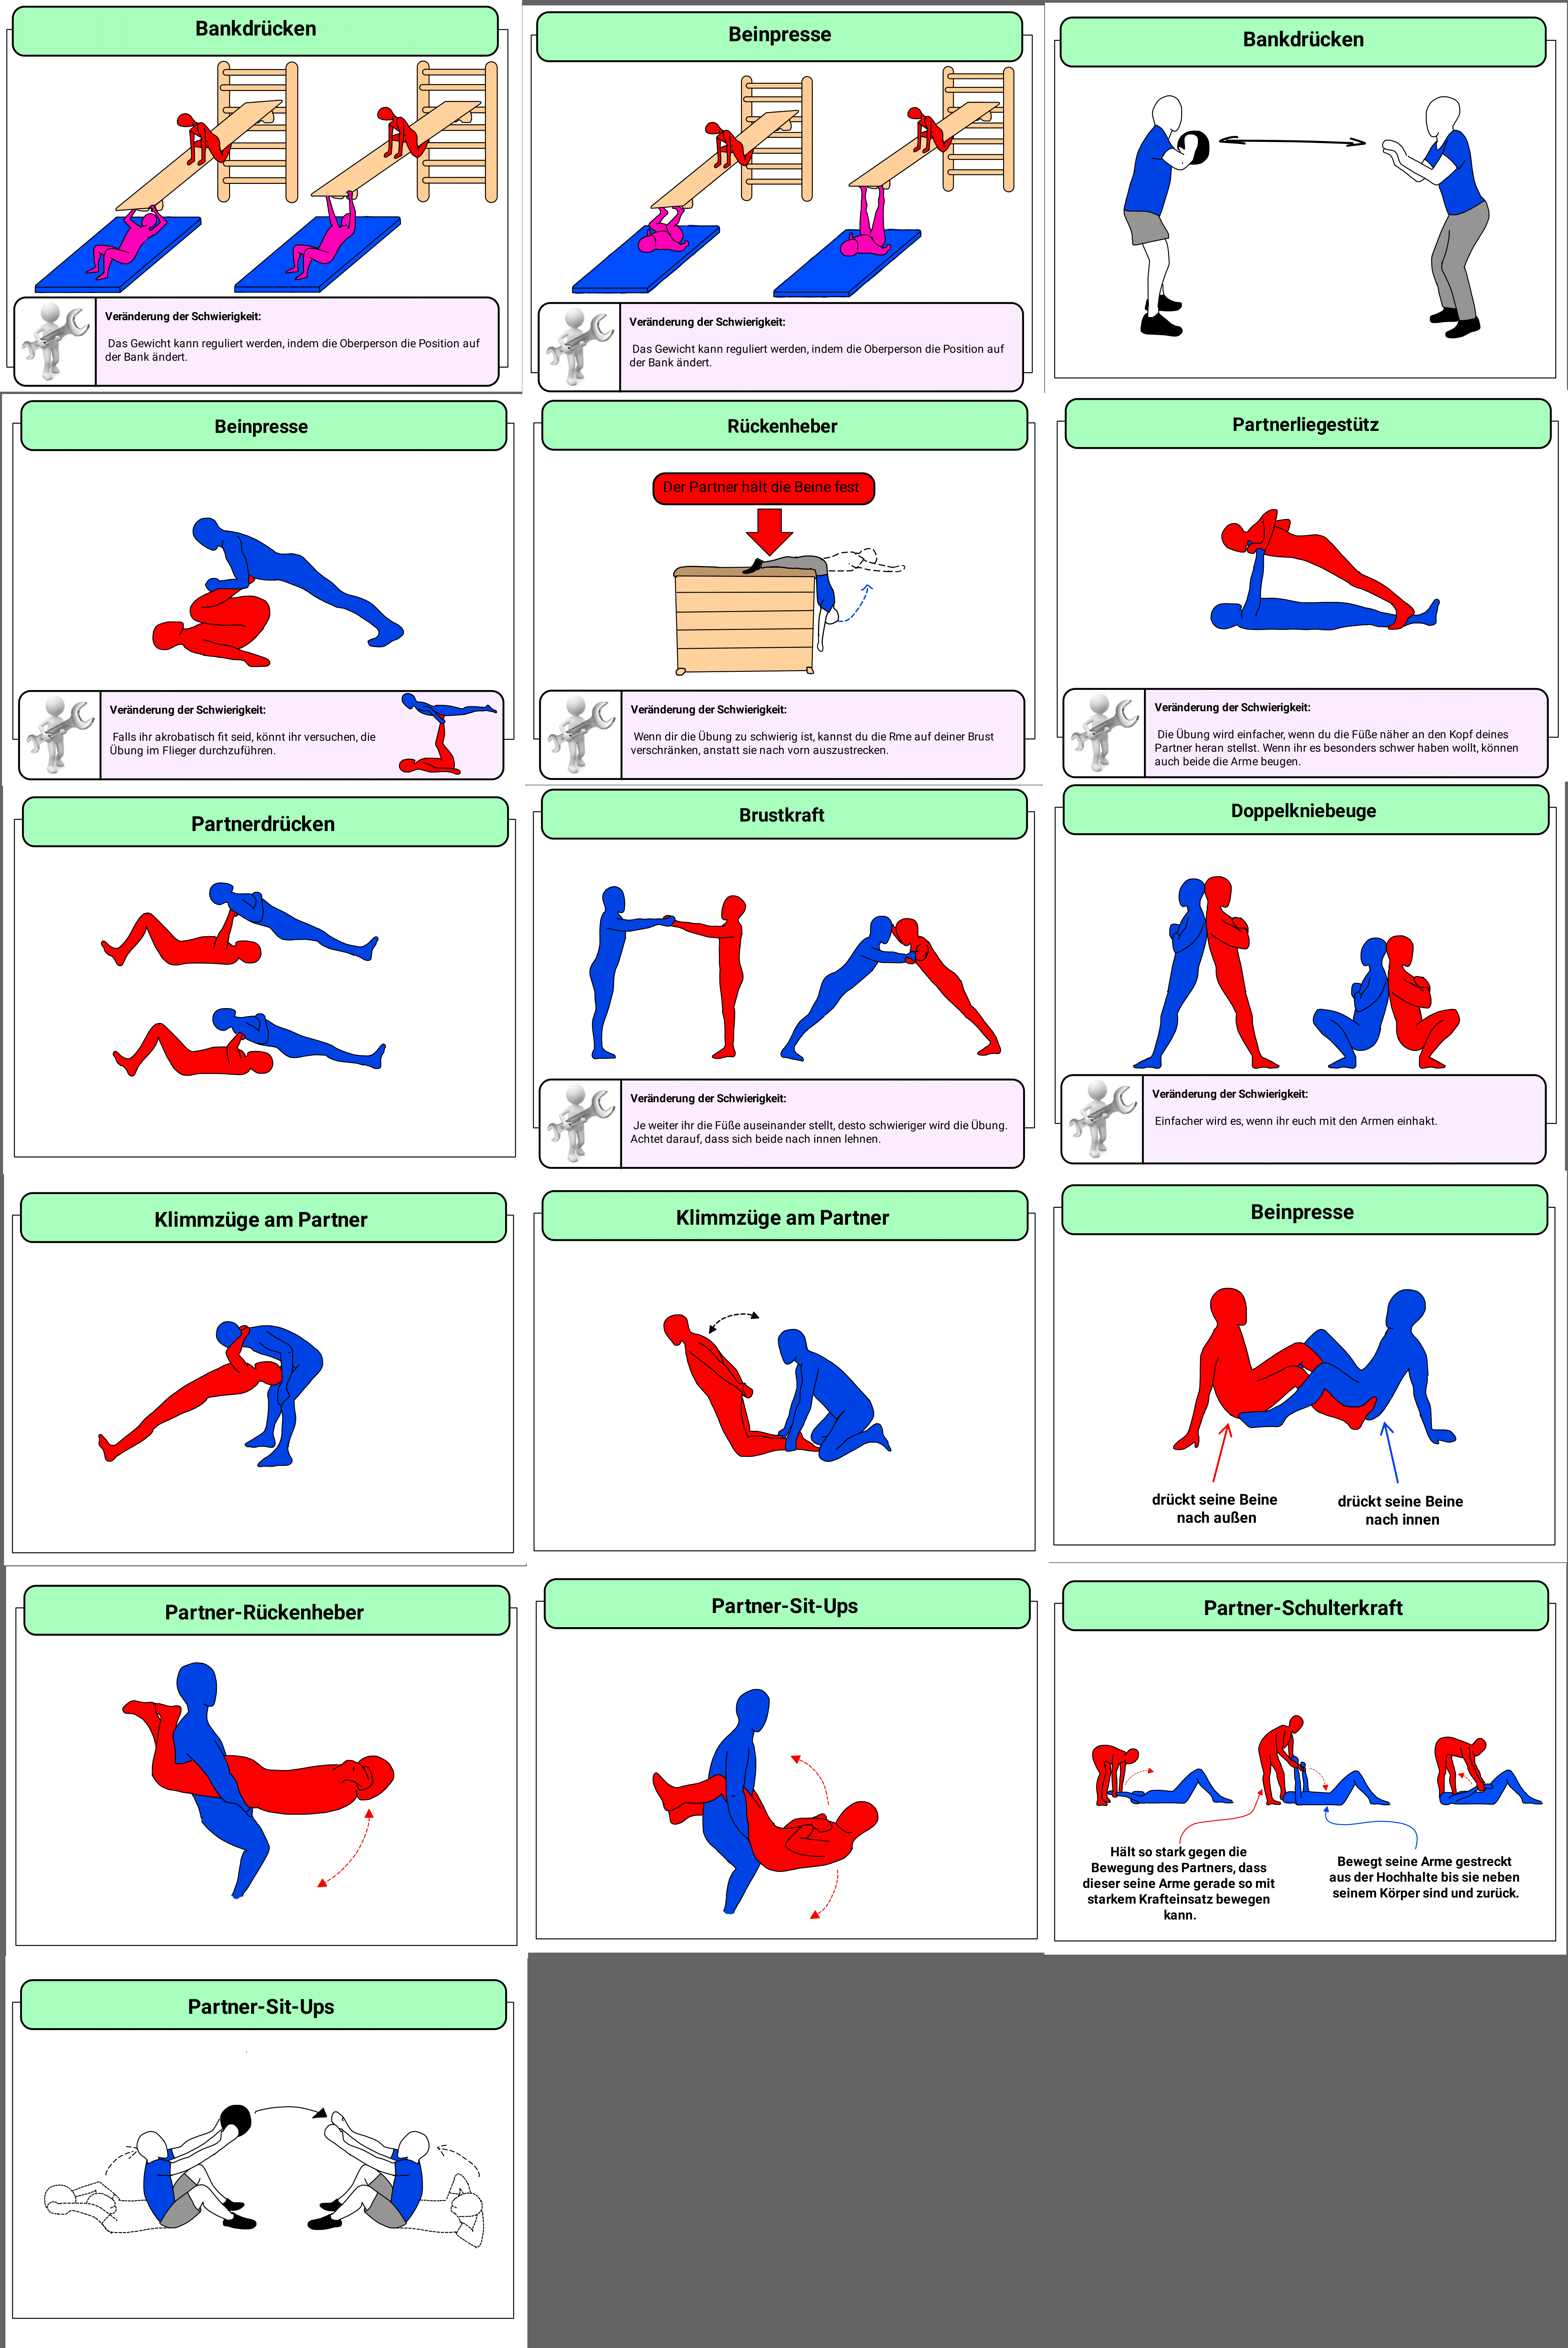 Bankdrücken
Veränderung der Schwierigkeit:
Das Gewicht kann reguliert werden, indem die Oberperson die Position auf
der Bank ändert.
Beinpresse
Veränderung der Schwierigkeit:
Das Gewicht kann reguliert werden, indem die Oberperson die Position auf
der Bank ändert.
Bankdrücken
Beinpresse
Veränderung der Schwierigkeit:
Falls ihr akrobatisch fit seid, könnt ihr versuchen, die
Übung im Flieger durchzuführen.
Rückenheber
Der Partner hält die Beine fest
Veränderung der Schwierigkeit:
Wenn dir die Übung zu schwierig ist, kannst du die Rme auf deiner Brust
verschränken, anstatt sie nach vorn auszustrecken.
Partnerliegestütz
Veränderung der Schwierigkeit:
Die Übung wird einfacher, wenn du die Füße näher an den Kopf deines
Partner heran stellst. Wenn ihr es besonders schwer haben wollt, können
auch beide die Arme beugen.
Partnerdrücken
Brustkraft
Veränderung der Schwierigkeit:
Je weiter ihr die Füße auseinander stellt, desto schwieriger wird die Übung.
Achtet darauf, dass sich beide nach innen lehnen.
Doppelkniebeuge
Veränderung der Schwierigkeit:
Einfacher wird es, wenn ihr euch mit den Armen einhakt.
Klimmzüge am Partner
Klimmzüge am Partner
Beinpresse
drückt seine Beine
nach außen
drückt seine Beine
nach innen
Partner-Rückenheber
Partner-Sit-Ups
Partner-Schulterkraft
Hält so stark gegen die
Bewegung des Partners, dass
dieser seine Arme gerade so mit
starkem Krafteinsatz bewegen
kann.
Bewegt seine Arme gestreckt
aus der Hochhalte bis sie neben
seinem Körper sind und zurück.
Partner-Sit-Ups